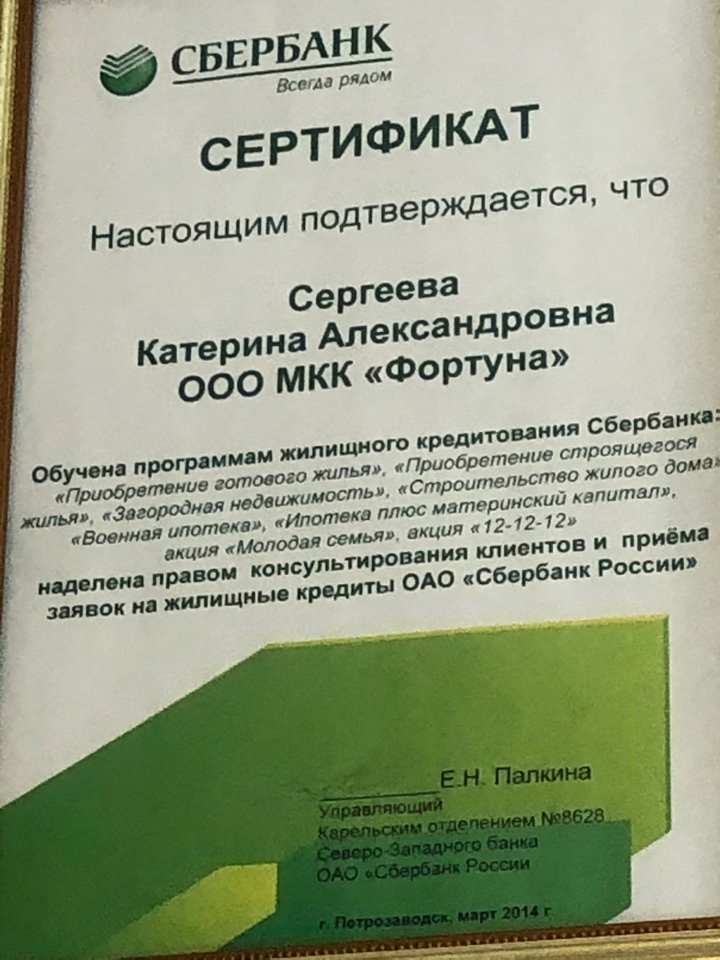 СБЕРБАНК
Всегда рядом
СЕРТИФИКАТ
Настоящим подтверждается, что
Сергеева
Катерина Александровна
ООО МКК «Фортуна»
Обучена программам жилищного кредитования Сбербанка:
«Приобретение готового жилья», «Приобретение строящегося
жилья», «Загородная недвижимость», «Строительство жилого дома»
«Военная ипотека», «Ипотека плюс материнский капитал»,
акция «Молодая семья», акция «12-12-12»
наделена правом консультирования клиентов и приёма
заявок на жилищные кредиты ОАО «Сбербанк России»
Е.Н. Палкина
Управляющий
Карельским отделением №8628
Северо-Западного банка
ОАО «Сбербанк России
г. Петрозаводск, март 2014 г